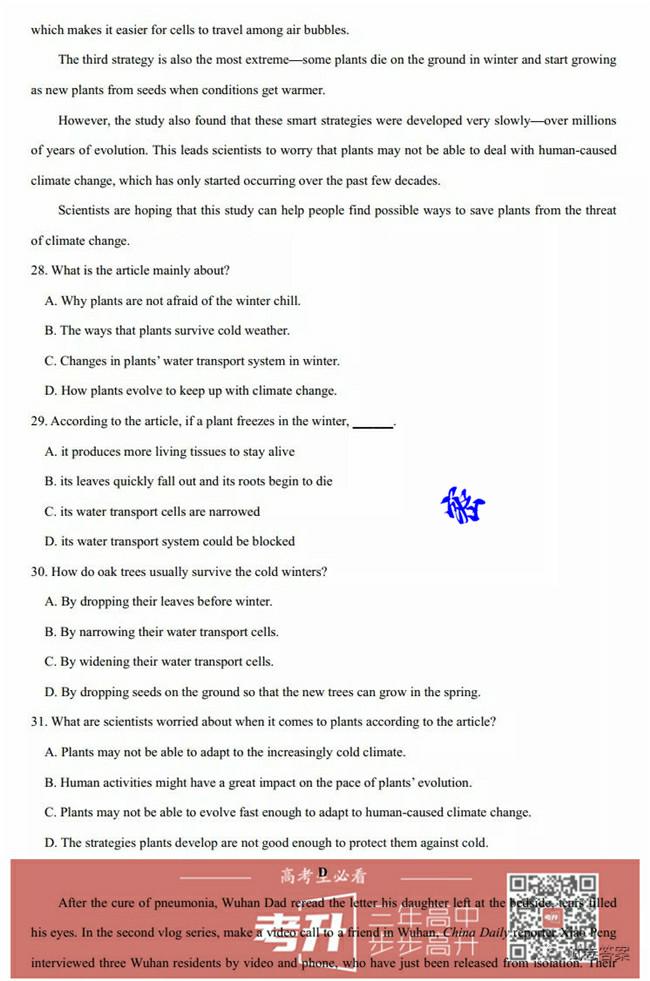 which makes it easier for cells to travel among air bubbles.
The third strategy is also the most extreme—some plants die on the ground in winter and start growing
as new plants from seeds when conditions get warmer.
However, the study also found that these smart strategies were developed very slowly—over millions
of years of evolution. This leads scientists to worry that plants may not be able to deal with human-caused
climate change, which has only started occurring over the past few decades.
Scientists are hoping that this study can help people find possible ways to save plants from the threat
of climate change.
28. What is the article mainly about?
A. Why plants are not afraid of the winter chill.
B. The ways that plants survive cold weather.
C. Changes in plants’ water transport system in winter.
D. How plants evolve to keep up with climate change.
29. According to the article, if a plant freezes in the winter, ______.
A. it produces more living tissues to stay alive
B. its leaves quickly fall out and its roots begin to die
C. its water transport cells are narrowed
D. its water transport system could be blocked
30. How do oak trees usually survive the cold winters?
A. By dropping their leaves before winter.
B. By narrowing their water transport cells.
C. By widening their water transport cells.
D. By dropping seeds on the ground so that the new trees can grow in the spring.
31. What are scientists worried about when it comes to plants according to the article?
A. Plants may not be able to adapt to the increasingly cold climate.
B. Human activities might have a great impact on the pace of plants’ evolution.
C. Plants may not be able to evolve fast enough to adapt to human-caused climate change.
D. The strategies plants develop are not good enough to protect them against cold.
D
高考生必看
After the cure of pneumonia, Wuhan Dad reread the letter his daughter left at the bedside, tears filled
his eyes. In the second vlog series, make a video call to a friend in Wuhan, China Daily reporter Xiao Peng
interviewed three Wuhan residents by video and phone, who have just been released from isolation. Their
考升
三年高中
步步高升
答案